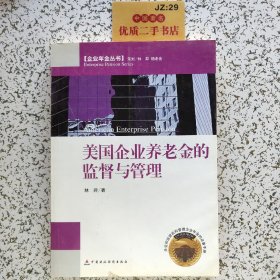 JZ:29
中国著名
优质二手书店
【企业年金丛书】
Enterprise Pension Series
American Enterprise Pension
美国企业养老金的
监督与管理
林羿/著
中国财政经济出版社